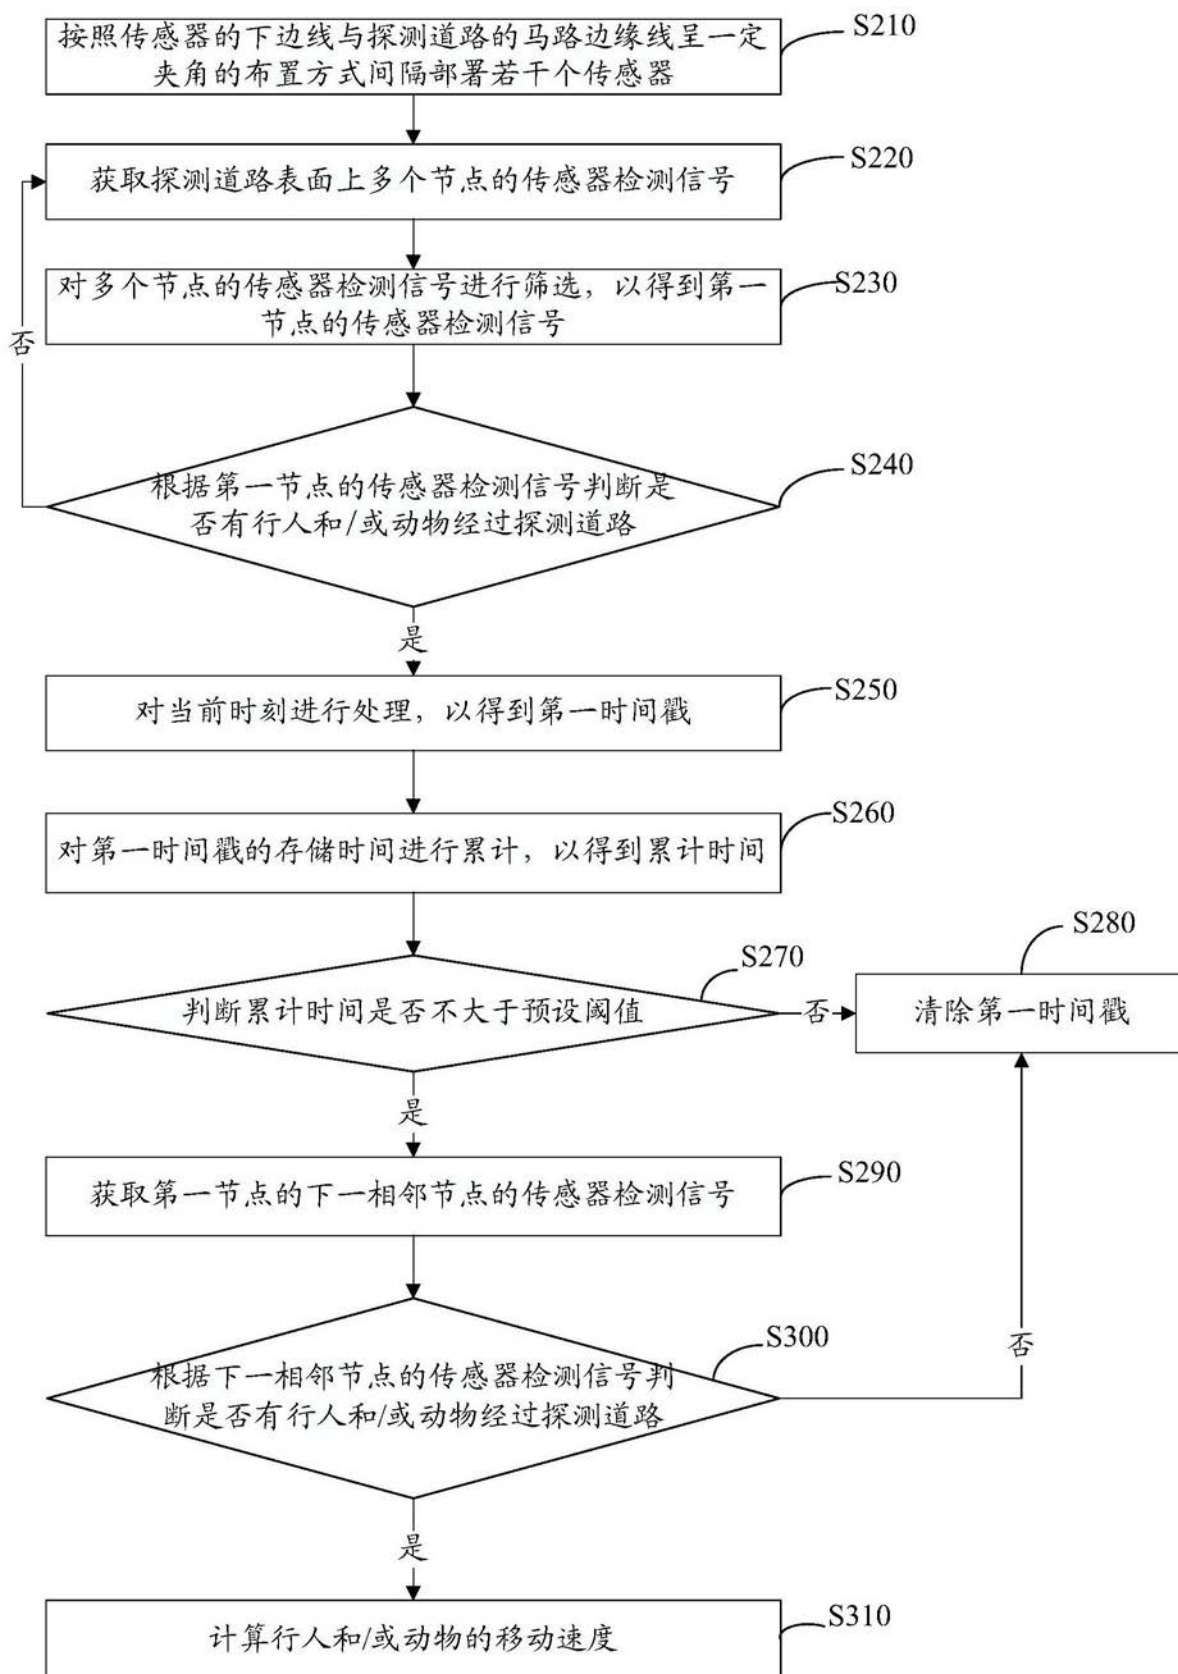 按照传感器的下边线与探测道路的马路边缘线呈一定
夹角的布置方式间隔部署若干个传感器
S210
获取探测道路表面上多个节点的传感器检测信号
S220
对多个节点的传感器检测信号进行筛选，以得到第一
节点的传感器检测信号
S230
否
根据第一节点的传感器检测信号判断是
否有行人和/或动物经过探测道路
S240
是
对当前时刻进行处理，以得到第一时间戳
S250
对第一时间戳的存储时间进行累计，以得到累计时间
S260
判断累计时间是否不大于预设阈值
S270
否
清除第一时间戳
S280
是
获取第一节点的下一相邻节点的传感器检测信号
S290
根据下一相邻节点的传感器检测信号判
断是否有行人和/或动物经过探测道路
S300
否
是
计算行人和/或动物的移动速度
S310